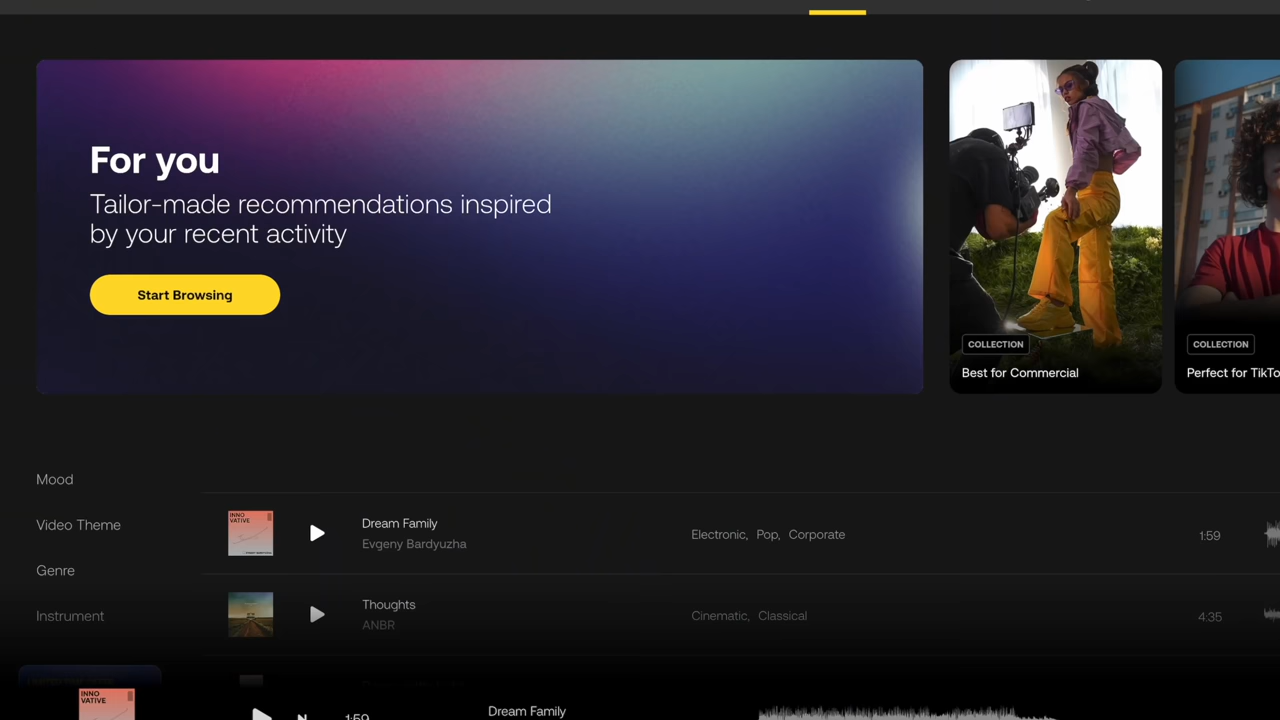 For you
Tailor-made recommendations inspired
by your recent activity
Start Browsing
COLLECTION
Best for Commercial
COLLECTION
Perfect for TikTo
Mood
Video Theme
Genre
Instrument
INNO
VATIVE
Dream Family
Evgeny Bardyuzha
Electronic, Pop, Corporate
1:59
Thoughts
ANBR
Cinematic, Classical
4:35
INNO
VATIVE
1:59
Dream Family